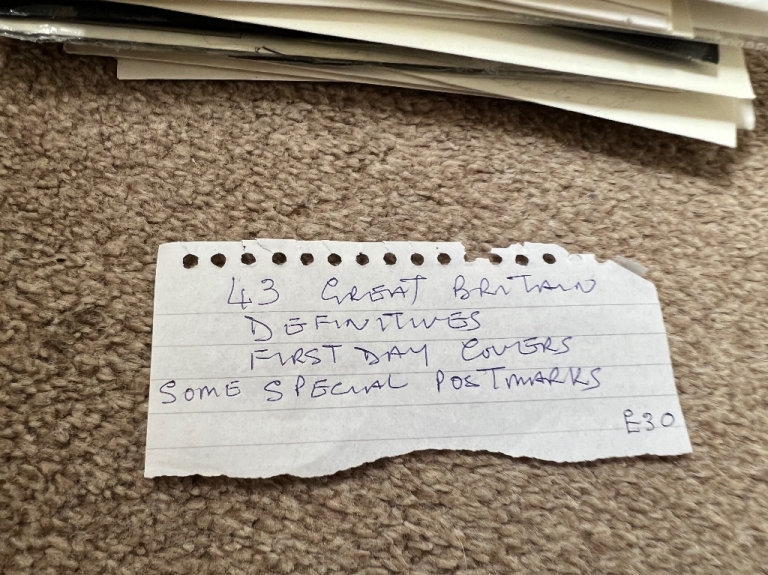 43 GREAT BRITAIN
DEFINITIVES
FIRST DAY COVERS
SOME SPECIAL POSTMARKS
£30